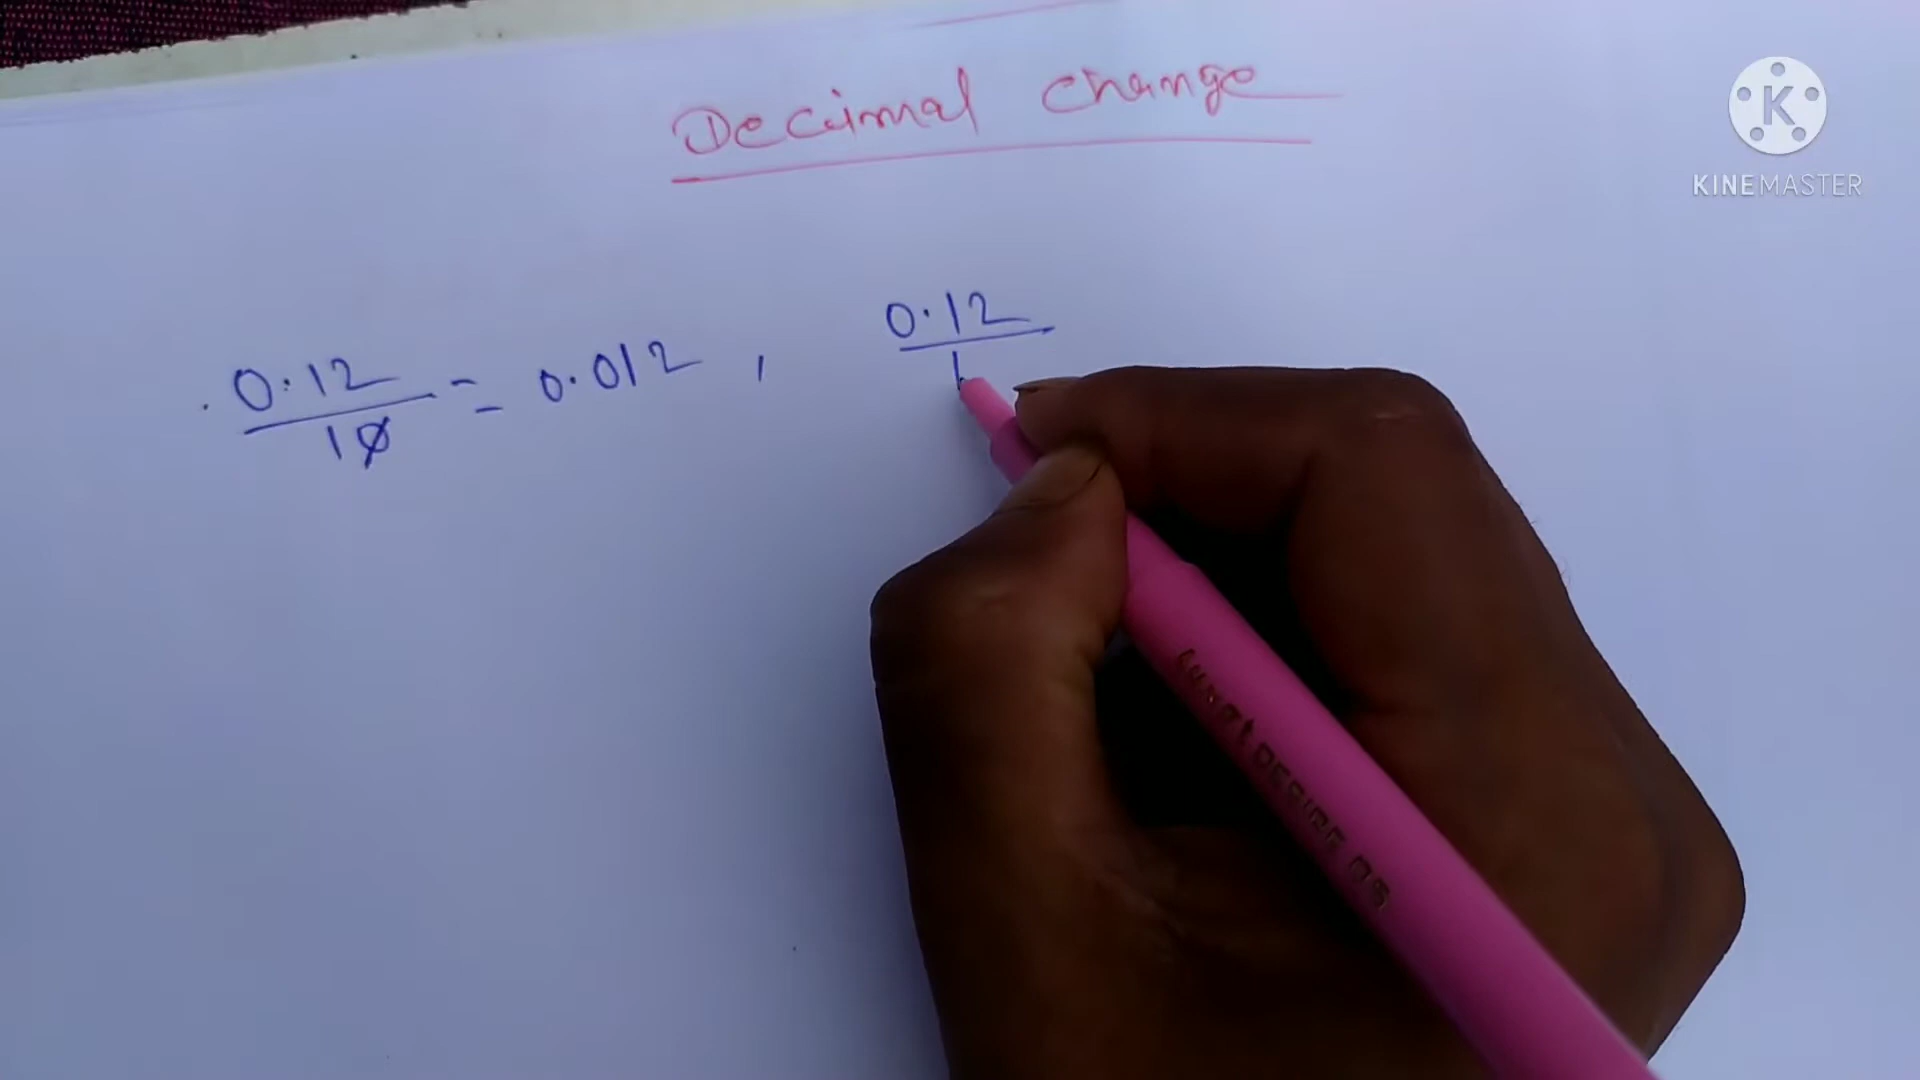 Decimal Change
K
KINEMASTER
0.12 / 10 = 0.012 , 0.12 / 1